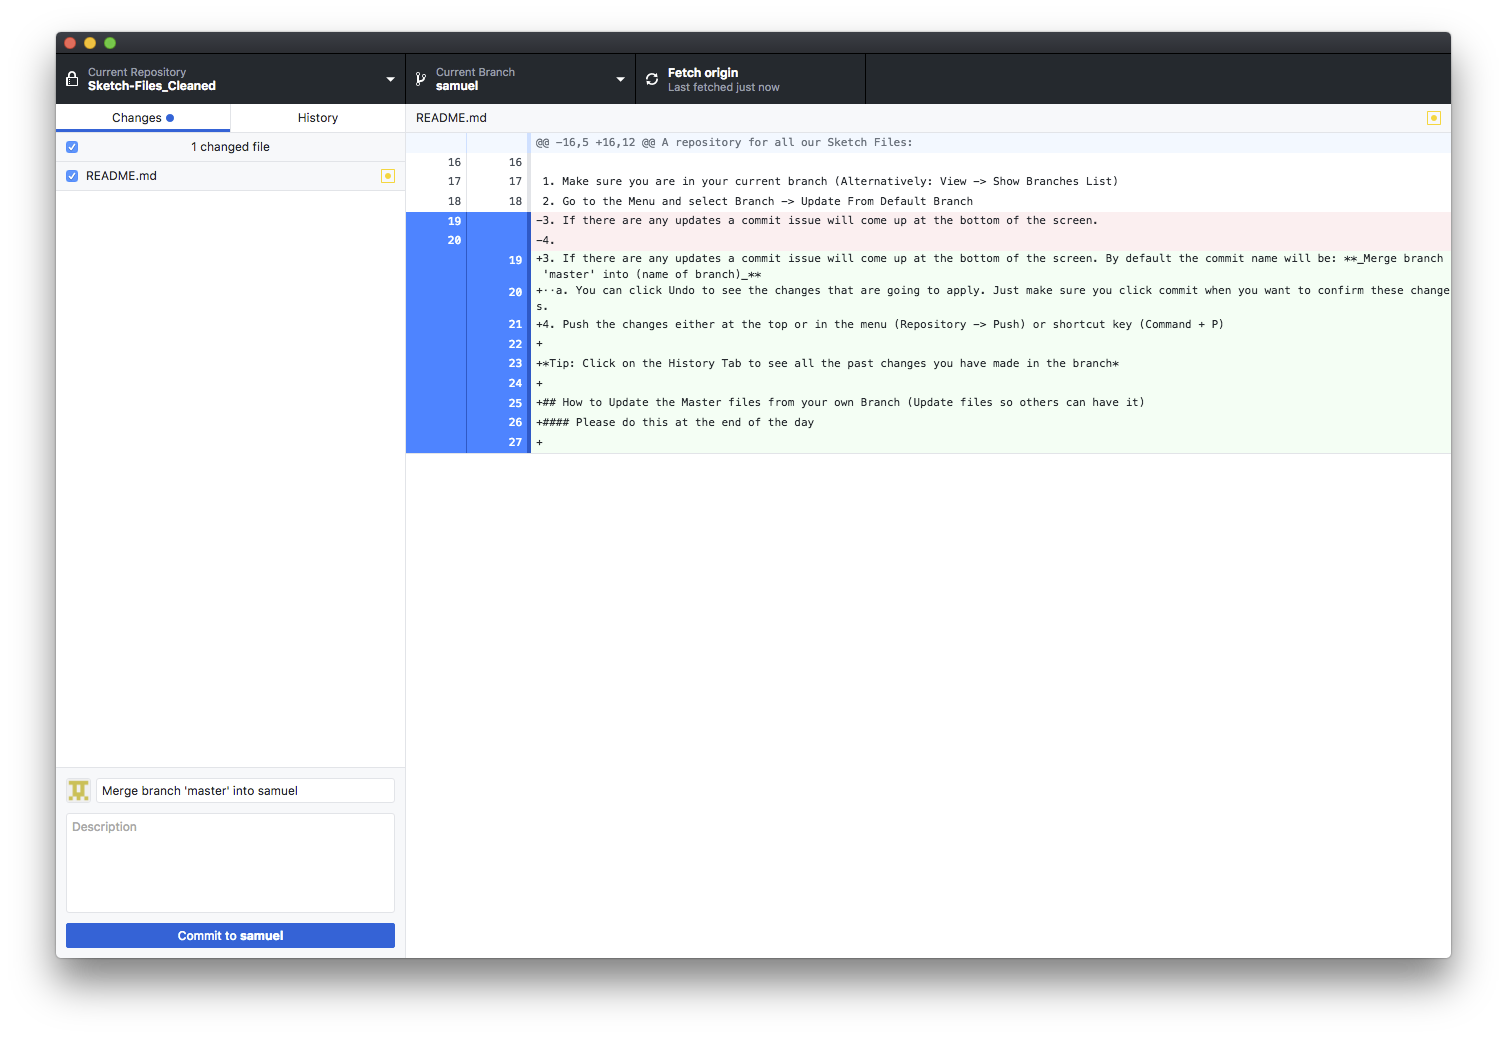 Current Repository
Sketch-Files_Cleaned
Current Branch
samuel
Fetch origin
Last fetched just now
Changes
History
README.md
1 changed file
README.md
@@ -16,5 +16,12 @@ A repository for all our Sketch Files:
16 16
17 17 1. Make sure you are in your current branch (Alternatively: View -> Show Branches List)
18 18 2. Go to the Menu and select Branch -> Update From Default Branch
19 -3. If there are any updates a commit issue will come up at the bottom of the screen.
20 -4.
19 +3. If there are any updates a commit issue will come up at the bottom of the screen. By default the commit name will be: **_Merge branch
'master' into (name of branch)_**
20 +··a. You can click Undo to see the changes that are going to apply. Just make sure you click commit when you want to confirm these change
s.
21 +4. Push the changes either at the top or in the menu (Repository -> Push) or shortcut key (Command + P)
22 +
23 +*Tip: Click on the History Tab to see all the past changes you have made in the branch*
24 +
25 +## How to Update the Master files from your own Branch (Update files so others can have it)
26 +#### Please do this at the end of the day
27 +
Merge branch 'master' into samuel
Description
Commit to samuel